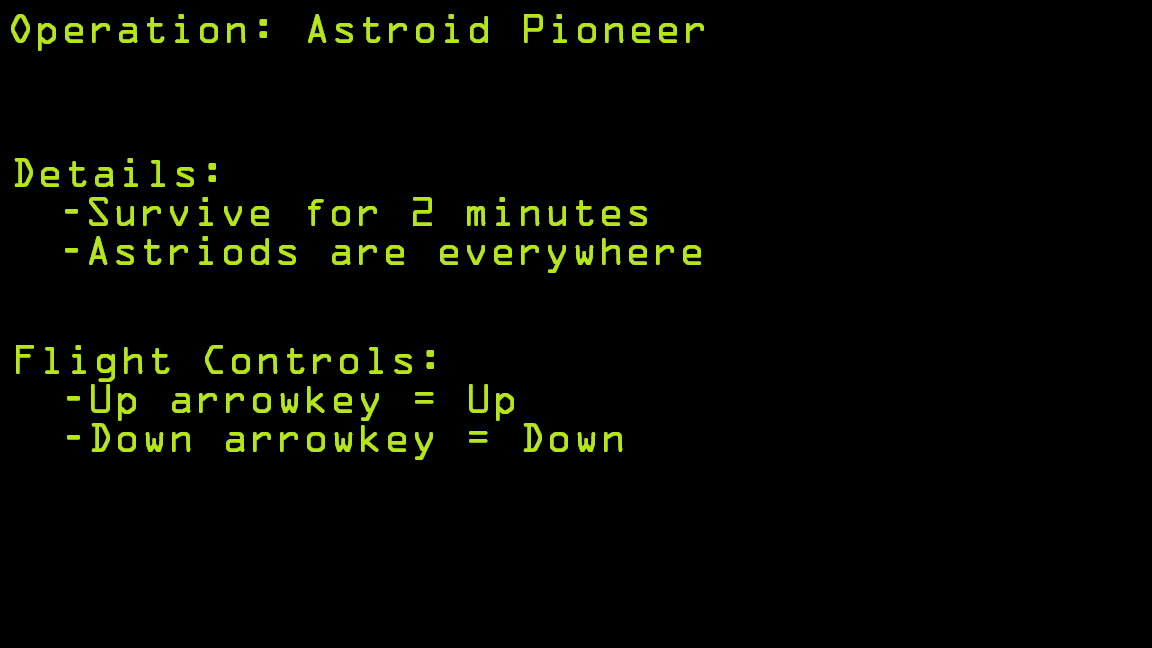 Operation: Astroid Pioneer
Details:
-Survive for 2 minutes
-Astriods are everywhere
Flight Controls:
-Up arrowkey = Up
-Down arrowkey = Down